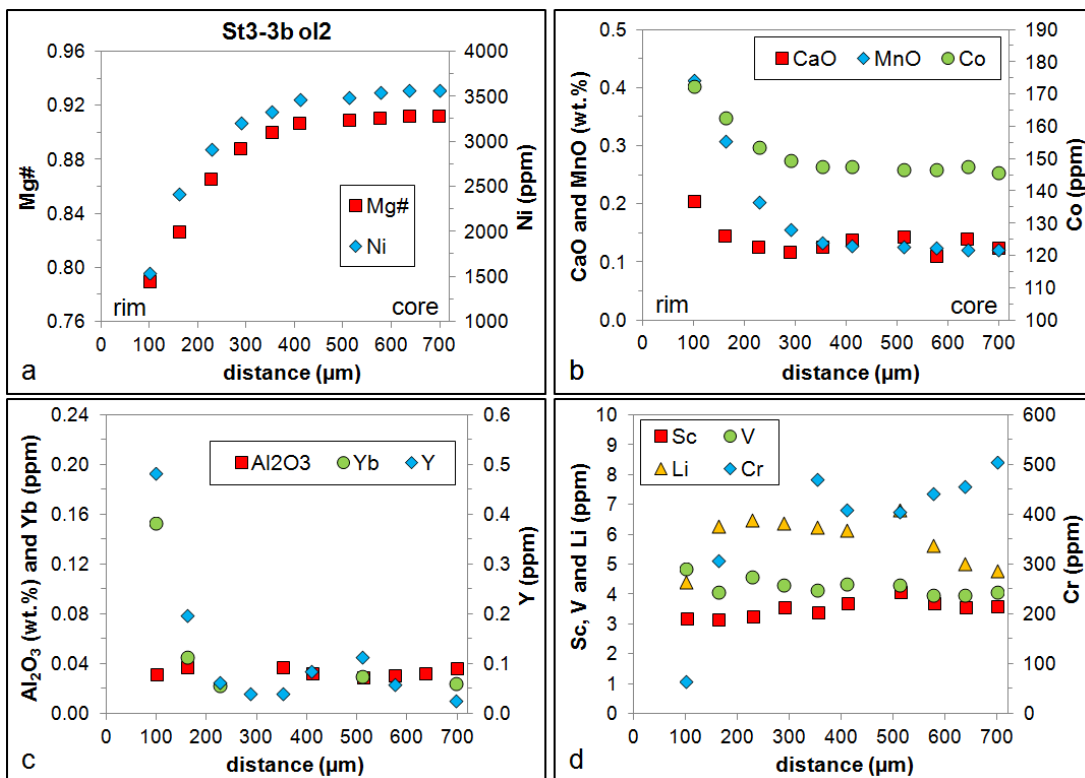 St3-3b ol2
Mg#
0.96
0.92
0.88
0.84
0.80
0.76
4000
3500
3000
2500
2000
1500
1000
Ni (ppm)
Mg#
Ni
rim
core
0 100 200 300 400 500 600 700
distance (µm)
a
CaO and MnO (wt.%)
0.5
0.4
0.3
0.2
0.1
0.0
CaO MnO Co
190
180
170
160
150
140
130
120
110
100
Co (ppm)
rim
core
0 100 200 300 400 500 600 700
distance (µm)
b
Al₂O₃ (wt.%) and Yb (ppm)
0.24
0.20
0.16
0.12
0.08
0.04
0.00
Al2O3 Yb Y
0.6
0.5
0.4
0.3
0.2
0.1
0.0
Y (ppm)
0 100 200 300 400 500 600 700
distance (µm)
c
Sc, V and Li (ppm)
10
9
8
7
6
5
4
3
2
1
0
Sc V
Li Cr
600
500
400
300
200
100
0
Cr (ppm)
0 100 200 300 400 500 600 700
distance (µm)
d